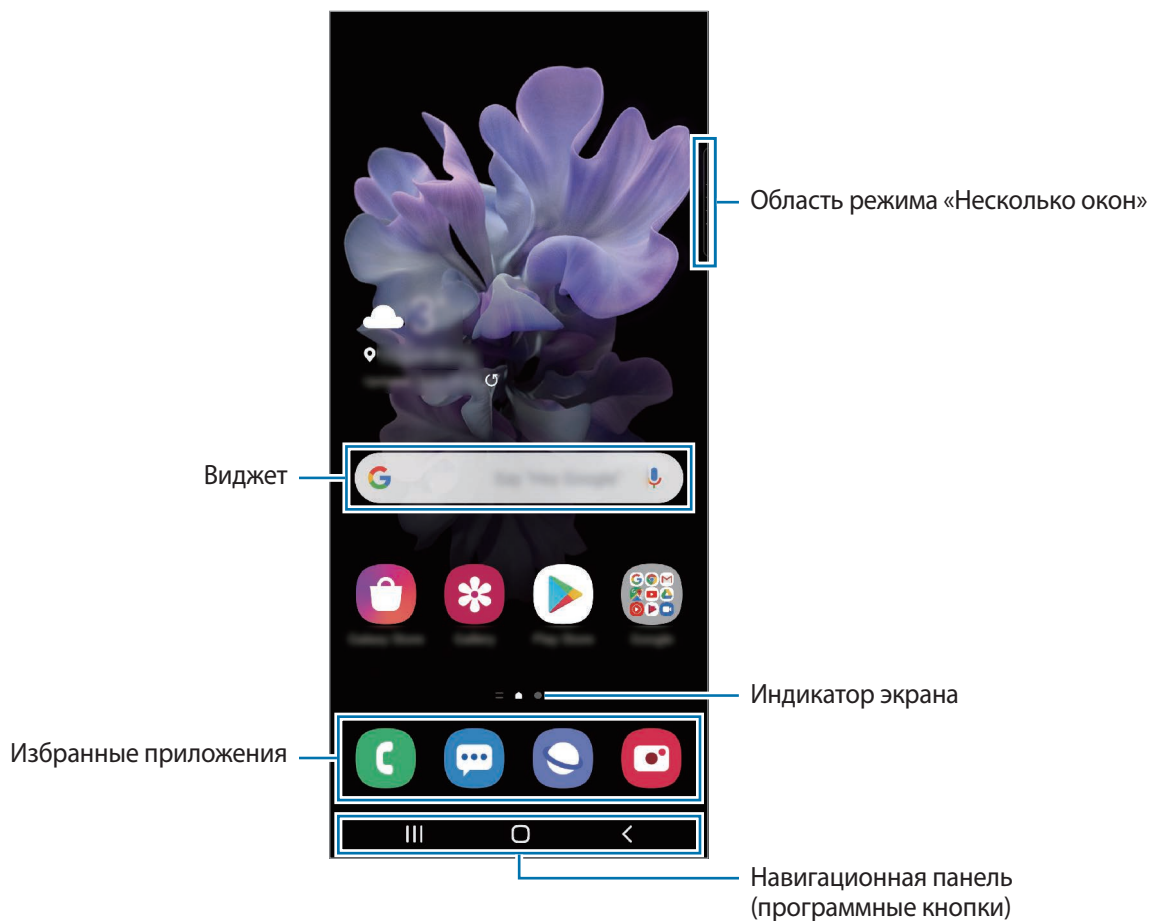 Область режима «Несколько окон»
Виджет
Индикатор экрана
Избранные приложения
Навигационная панель
(программные кнопки)